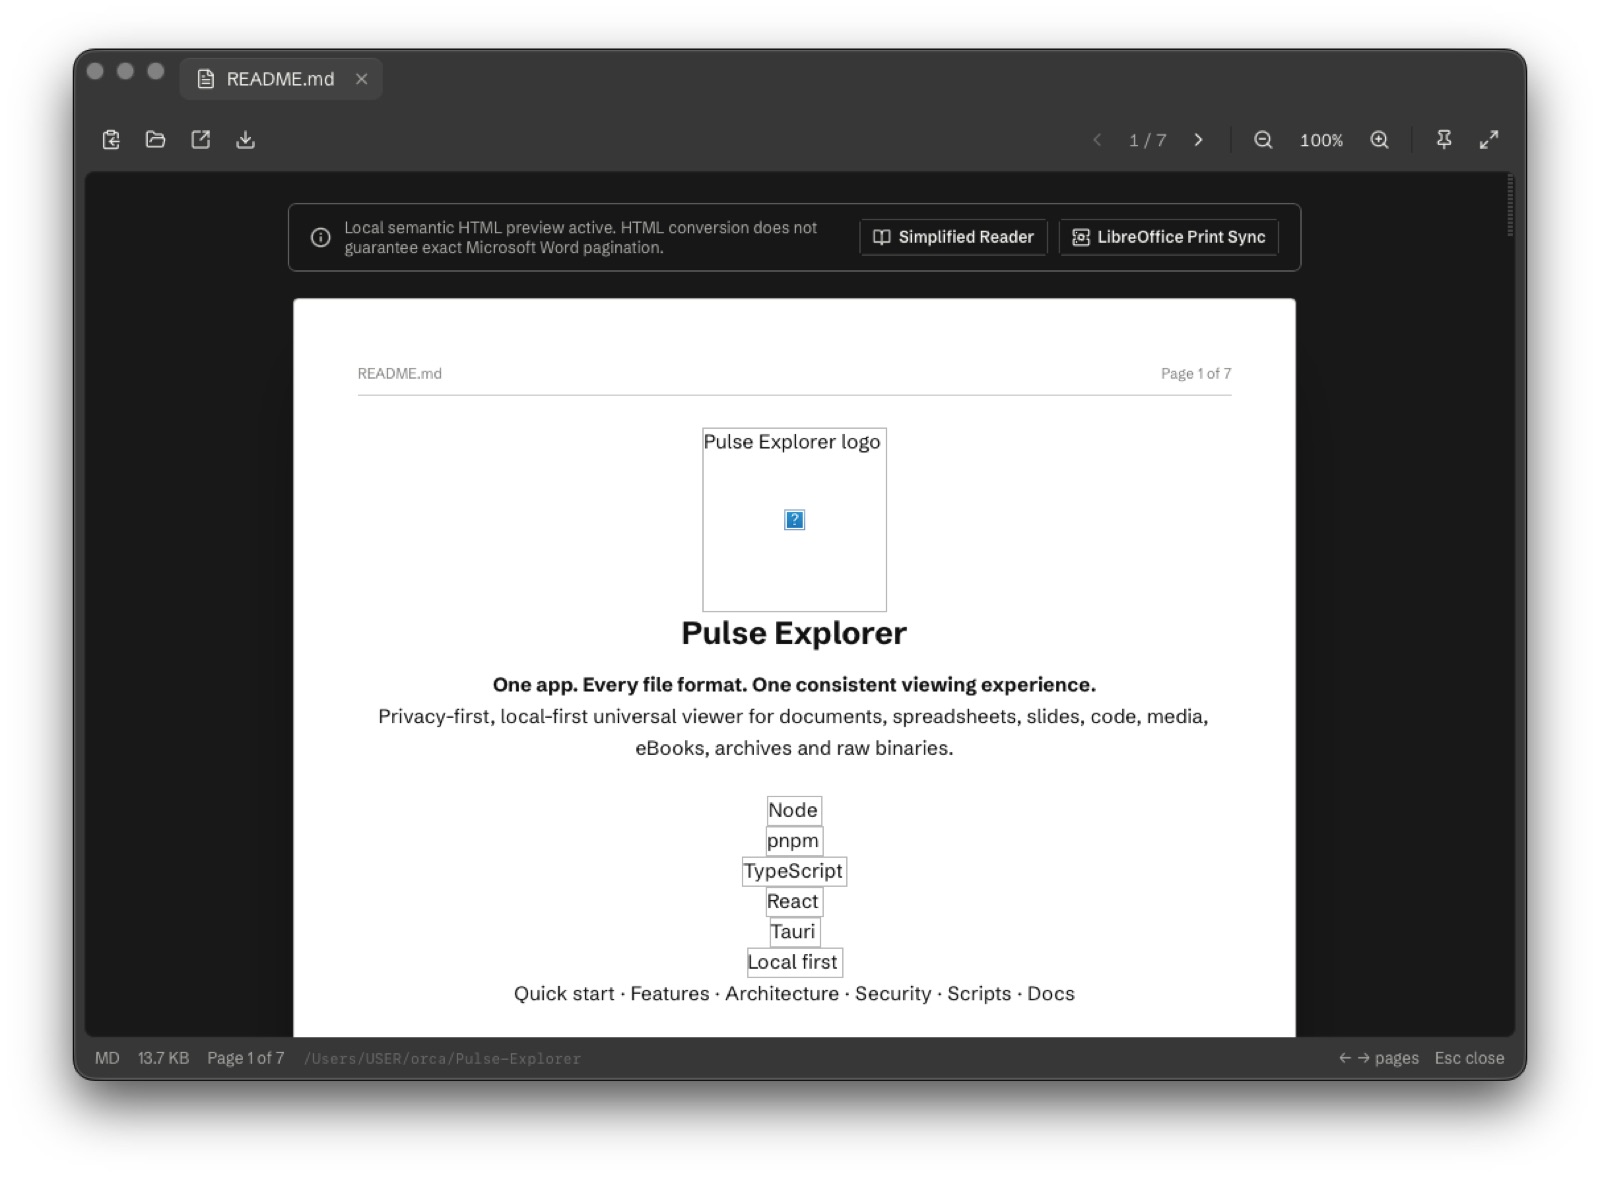 README.md
1 / 7
100%
Local semantic HTML preview active. HTML conversion does not
guarantee exact Microsoft Word pagination.
Simplified Reader
LibreOffice Print Sync
README.md
Page 1 of 7
Pulse Explorer logo
?
Pulse Explorer
One app. Every file format. One consistent viewing experience.
Privacy-first, local-first universal viewer for documents, spreadsheets, slides, code, media,
eBooks, archives and raw binaries.
Node
pnpm
TypeScript
React
Tauri
Local first
Quick start · Features · Architecture · Security · Scripts · Docs
MD 13.7 KB Page 1 of 7 /Users/USER/orca/Pulse-Explorer
← → pages Esc close